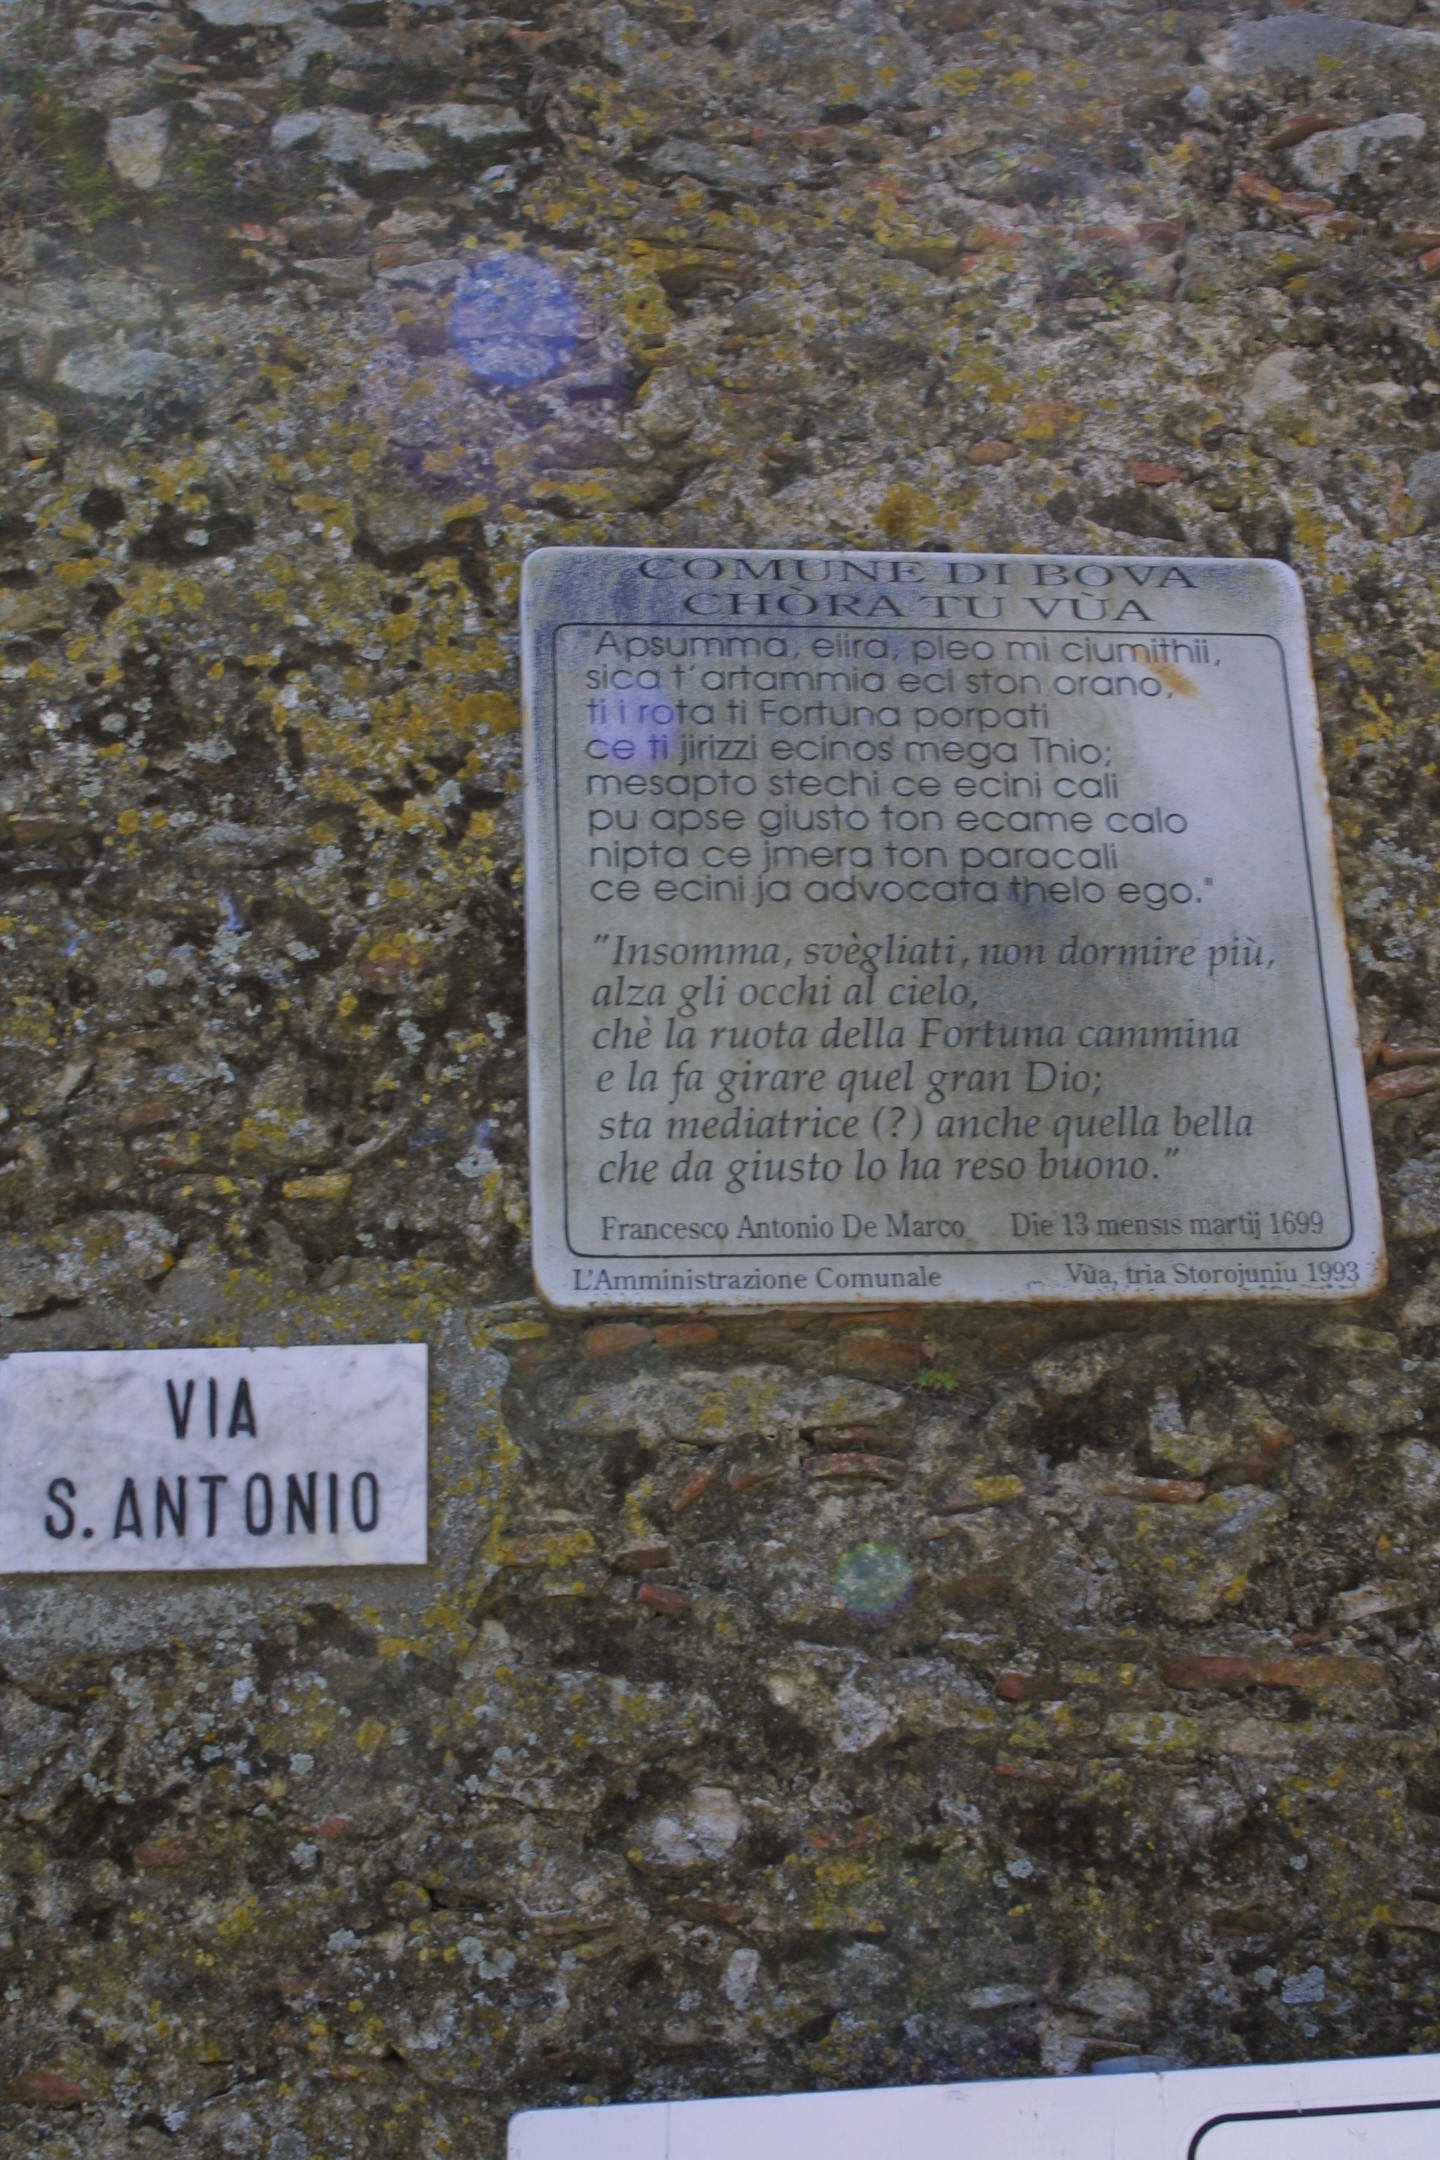 COMUNE DI BOVA
CHÒRA TU VÙA
"Apsumma, eiira, pleo mi ciumithii,
sica t'artammia eci ston orano,
ti i rota ti Fortuna porpati
ce ti jirizzi ecinos mega Thio;
mesapto stechi ce ecini cali
pu apse giusto ton ecame calo
nipta ce jmera ton paracali
ce ecini ja advocata thelo ego."
"Insomma, svègliati, non dormire più,
alza gli occhi al cielo,
chè la ruota della Fortuna cammina
e la fa girare quel gran Dio;
sta mediatrice (?) anche quella bella
che da giusto lo ha reso buono."
Francesco Antonio De Marco Die 13 mensis martij 1699
L'Amministrazione Comunale Vùa, tria Storojuniu 1993
VIA
S. ANTONIO